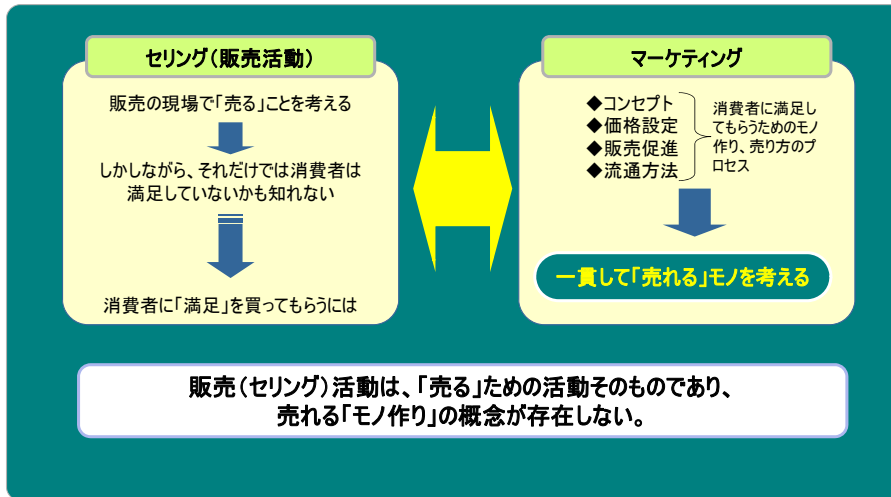 セリング(販売活動)
販売の現場で「売る」ことを考える
しかしながら、それだけでは消費者は
満足していないかも知れない
消費者に「満足」を買ってもらうには
マーケティング
◆コンセプト
◆価格設定
◆販売促進
◆流通方法
消費者に満足し
てもらうためのモノ
作り、売り方のプ
ロセス
一貫して「売れる」モノを考える
販売(セリング)活動は、「売る」ための活動そのものであり、
売れる「モノ作り」の概念が存在しない。